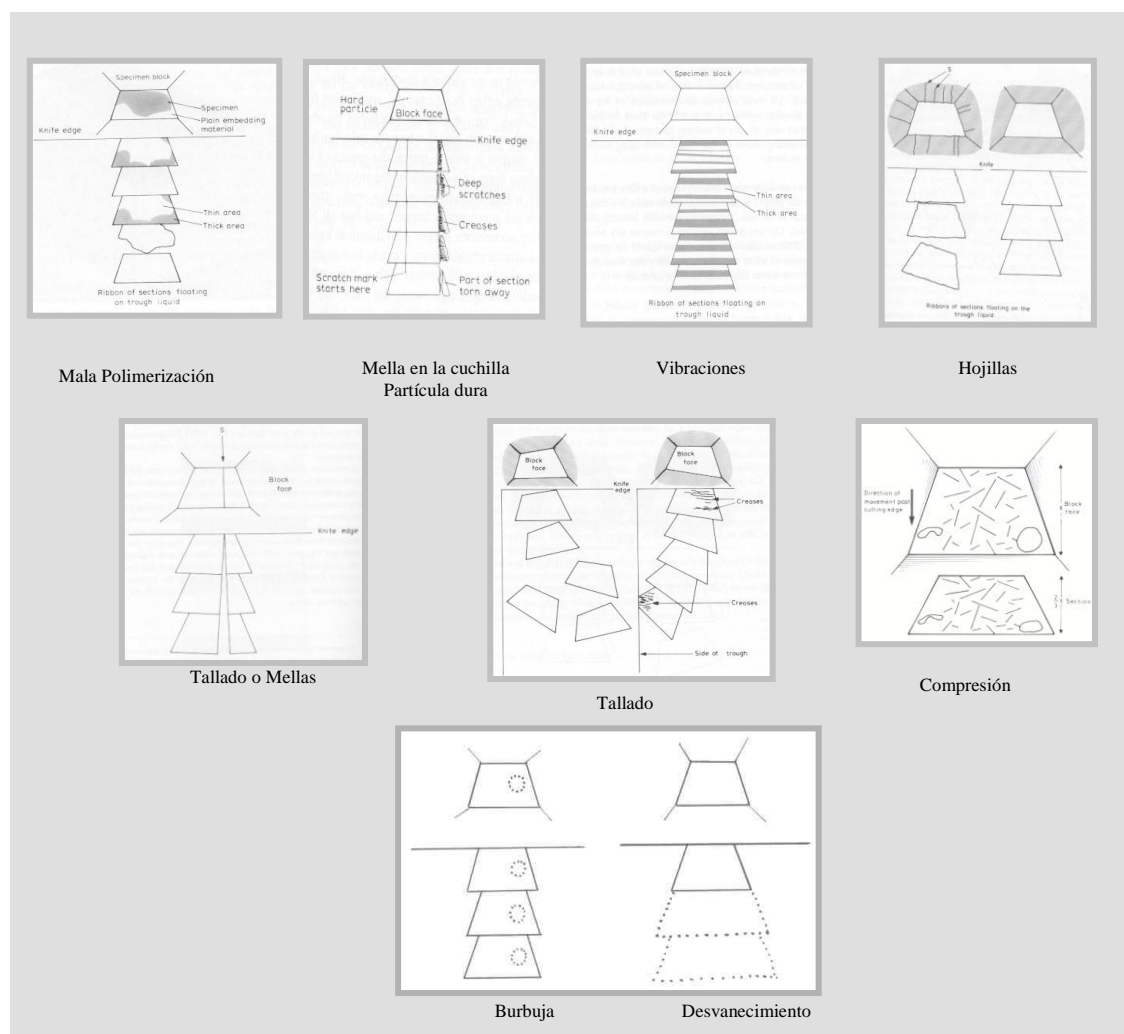 Specimen block
Specimen
Plain embedding
material
Knife edge
Thin area
Thick area
Ribbon of sections floating
on trough liquid
Mala Polimerización
Hard
particle
Block face
Knife edge
Deep
scratches
Creases
Scratch mark
starts here
Part of section
torn away
Mella en la cuchilla
Partícula dura
Specimen block
Knife edge
Thin area
Thick area
Ribbon of sections floating on
trough liquid
Vibraciones
S
Knife
Ribbons of sections floating on the
trough liquid
Hojillas
S
Block
face
Knife edge
Tallado o Mellas
Block
face
Block
face
Knife
edge
Creases
Creases
Side of trough
Tallado
Direction of
movement past
cutting edge
Block
face
2/3
Section
Compresión
Burbuja
Desvanecimiento